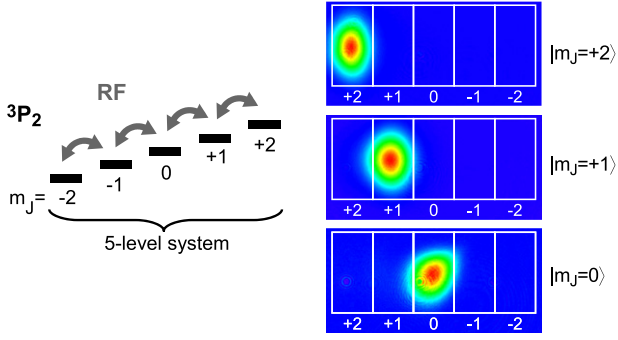 RF
³P₂
m_J= -2 -1 0 +1 +2
5-level system
+2 +1 0 -1 -2
|m_J=+2⟩
+2 +1 0 -1 -2
|m_J=+1⟩
+2 +1 0 -1 -2
|m_J=0⟩